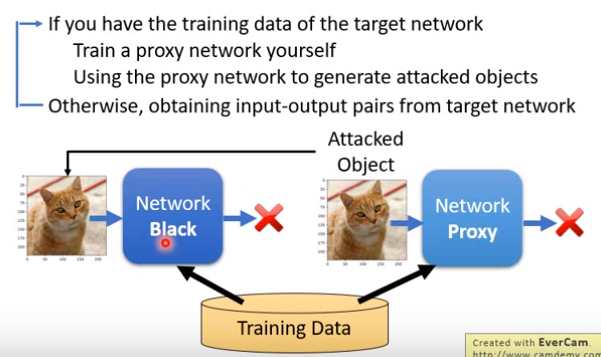 If you have the training data of the target network
Train a proxy network yourself
Using the proxy network to generate attacked objects
Otherwise, obtaining input-output pairs from target network
Attacked
Object
Network
Black
Network
Proxy
Training Data
Created with EverCam.
http://www.camdemy.com